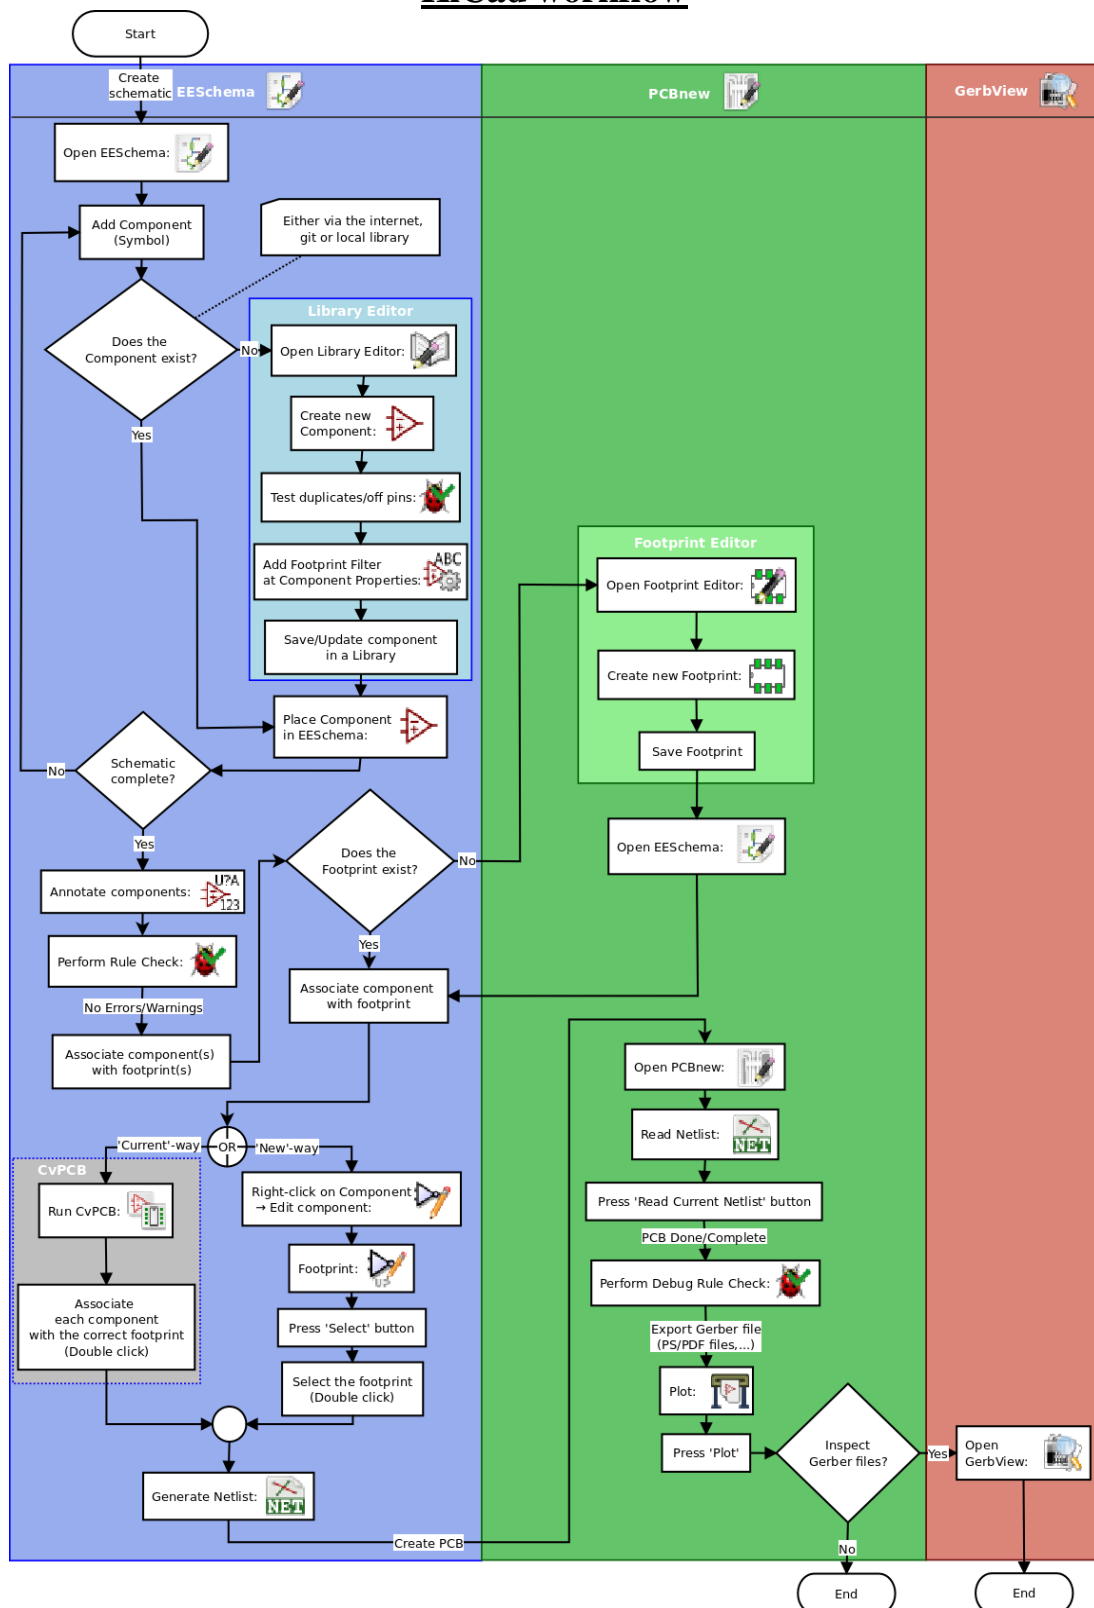 KiCad workflow
Start
Create
schematic
EESchema
PCBnew
GerbView
Open EESchema:
Add Component
(Symbol)
Either via the internet,
git or local library
Does the
Component exist?
No
Yes
Library Editor
Open Library Editor:
Create new
Component:
Test duplicates/off pins:
Add Footprint Filter
at Component Properties:
ABC
Save/Update component
in a Library
Place Component
in EESchema:
Schematic
complete?
No
Yes
Annotate components:
U?A
123
Perform Rule Check:
No Errors/Warnings
Associate component(s)
with footprint(s)
Does the
Footprint exist?
No
Yes
Footprint Editor
Open Footprint Editor:
Create new Footprint:
Save Footprint
Open EESchema:
Associate component
with footprint
OR
'Current'-way
'New'-way
CvPCB
Run CvPCB:
Associate
each component
with the correct footprint
(Double click)
Right-click on Component
→ Edit component:
Footprint:
Press 'Select' button
Select the footprint
(Double click)
Generate Netlist:
NET
Create PCB
Open PCBnew:
Read Netlist:
NET
Press 'Read Current Netlist' button
PCB Done/Complete
Perform Debug Rule Check:
Export Gerber file
(PS/PDF files,...)
Plot:
Press 'Plot'
Inspect
Gerber files?
Yes
No
Open
GerbView:
End
End